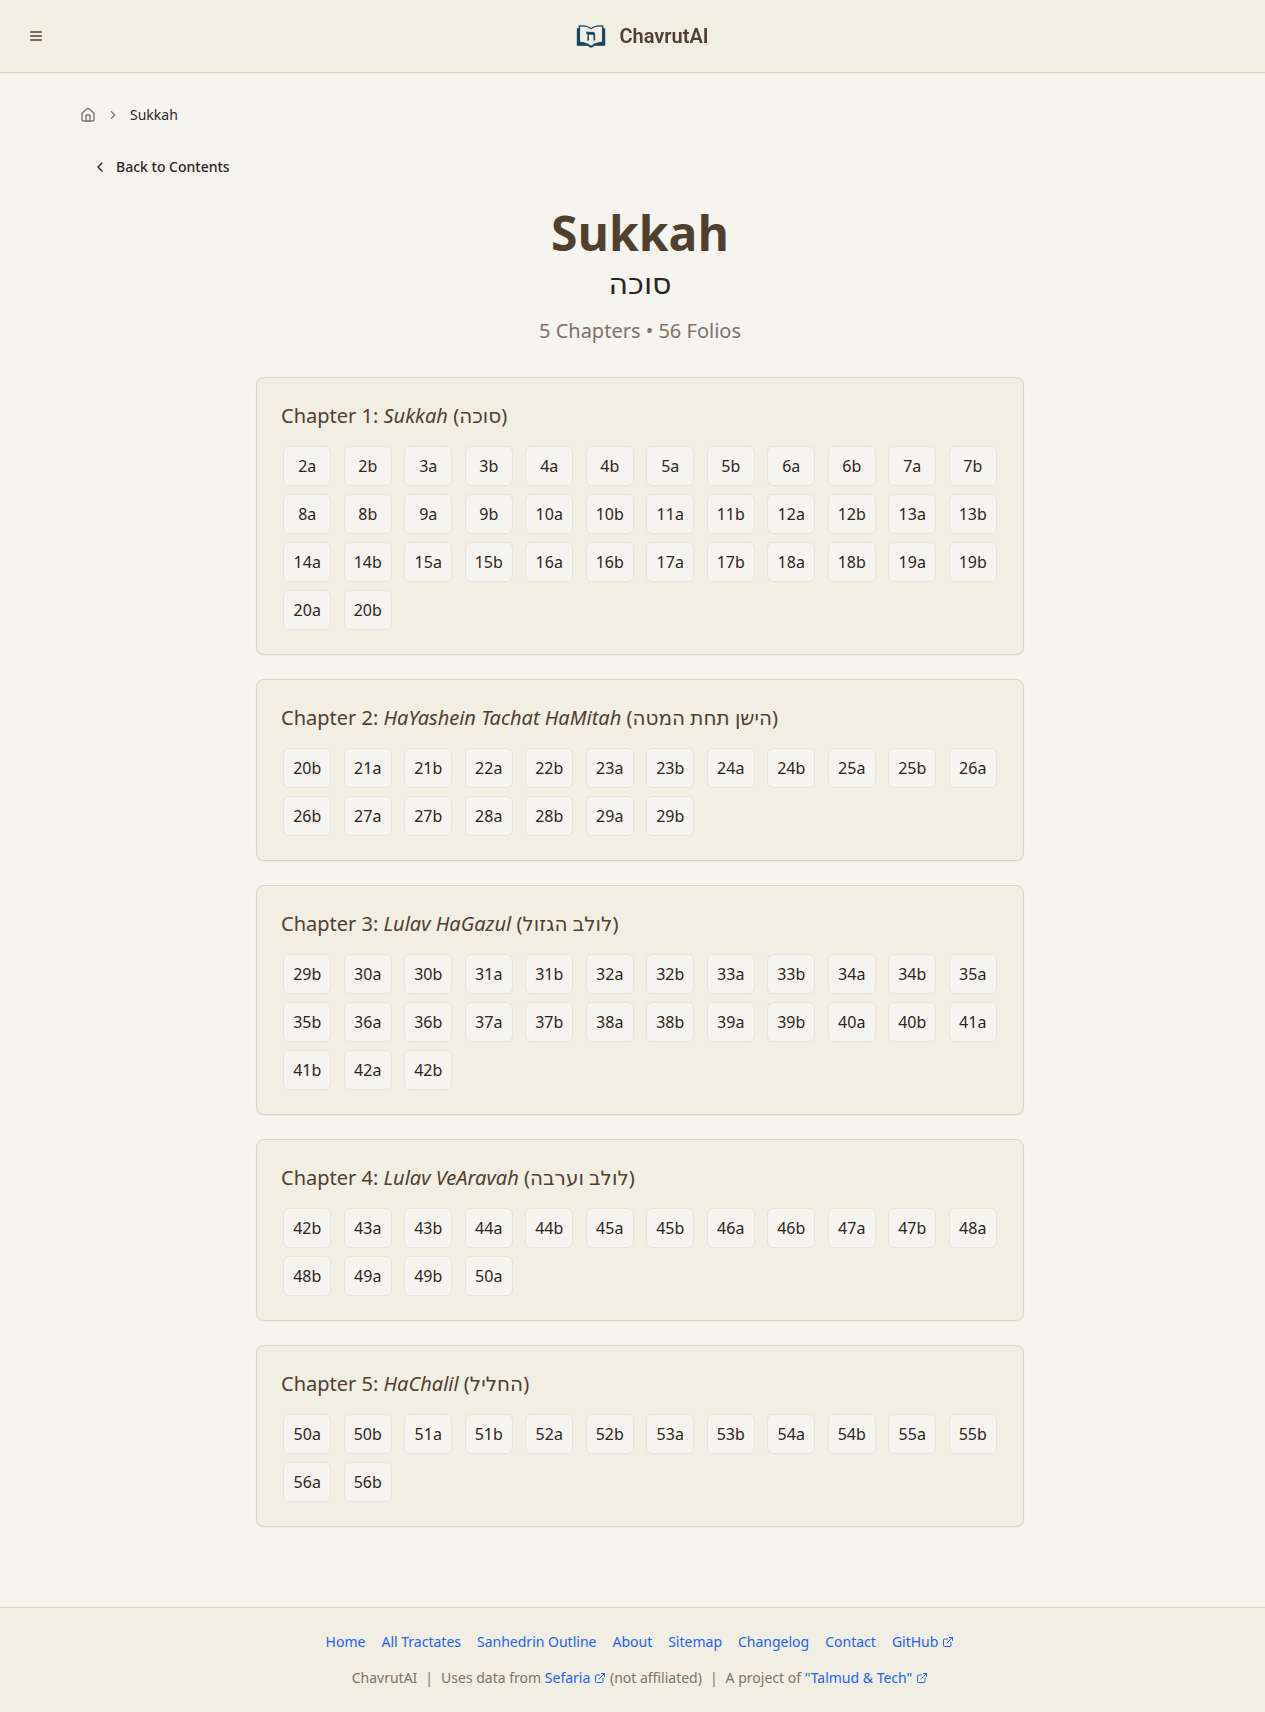 ChavrutAI
Sukkah
Back to Contents
Sukkah
סוכה
5 Chapters • 56 Folios
Chapter 1: Sukkah (סוכה)
2a 2b 3a 3b 4a 4b 5a 5b 6a 6b 7a 7b
8a 8b 9a 9b 10a 10b 11a 11b 12a 12b 13a 13b
14a 14b 15a 15b 16a 16b 17a 17b 18a 18b 19a 19b
20a 20b
Chapter 2: HaYashein Tachat HaMitah (הישן תחת המטה)
20b 21a 21b 22a 22b 23a 23b 24a 24b 25a 25b 26a
26b 27a 27b 28a 28b 29a 29b
Chapter 3: Lulav HaGazul (לולב הגזול)
29b 30a 30b 31a 31b 32a 32b 33a 33b 34a 34b 35a
35b 36a 36b 37a 37b 38a 38b 39a 39b 40a 40b 41a
41b 42a 42b
Chapter 4: Lulav VeAravah (לולב וערבה)
42b 43a 43b 44a 44b 45a 45b 46a 46b 47a 47b 48a
48b 49a 49b 50a
Chapter 5: HaChalil (החליל)
50a 50b 51a 51b 52a 52b 53a 53b 54a 54b 55a 55b
56a 56b
Home All Tractates Sanhedrin Outline About Sitemap Changelog Contact GitHub
ChavrutAI | Uses data from Sefaria (not affiliated) | A project of "Talmud & Tech"